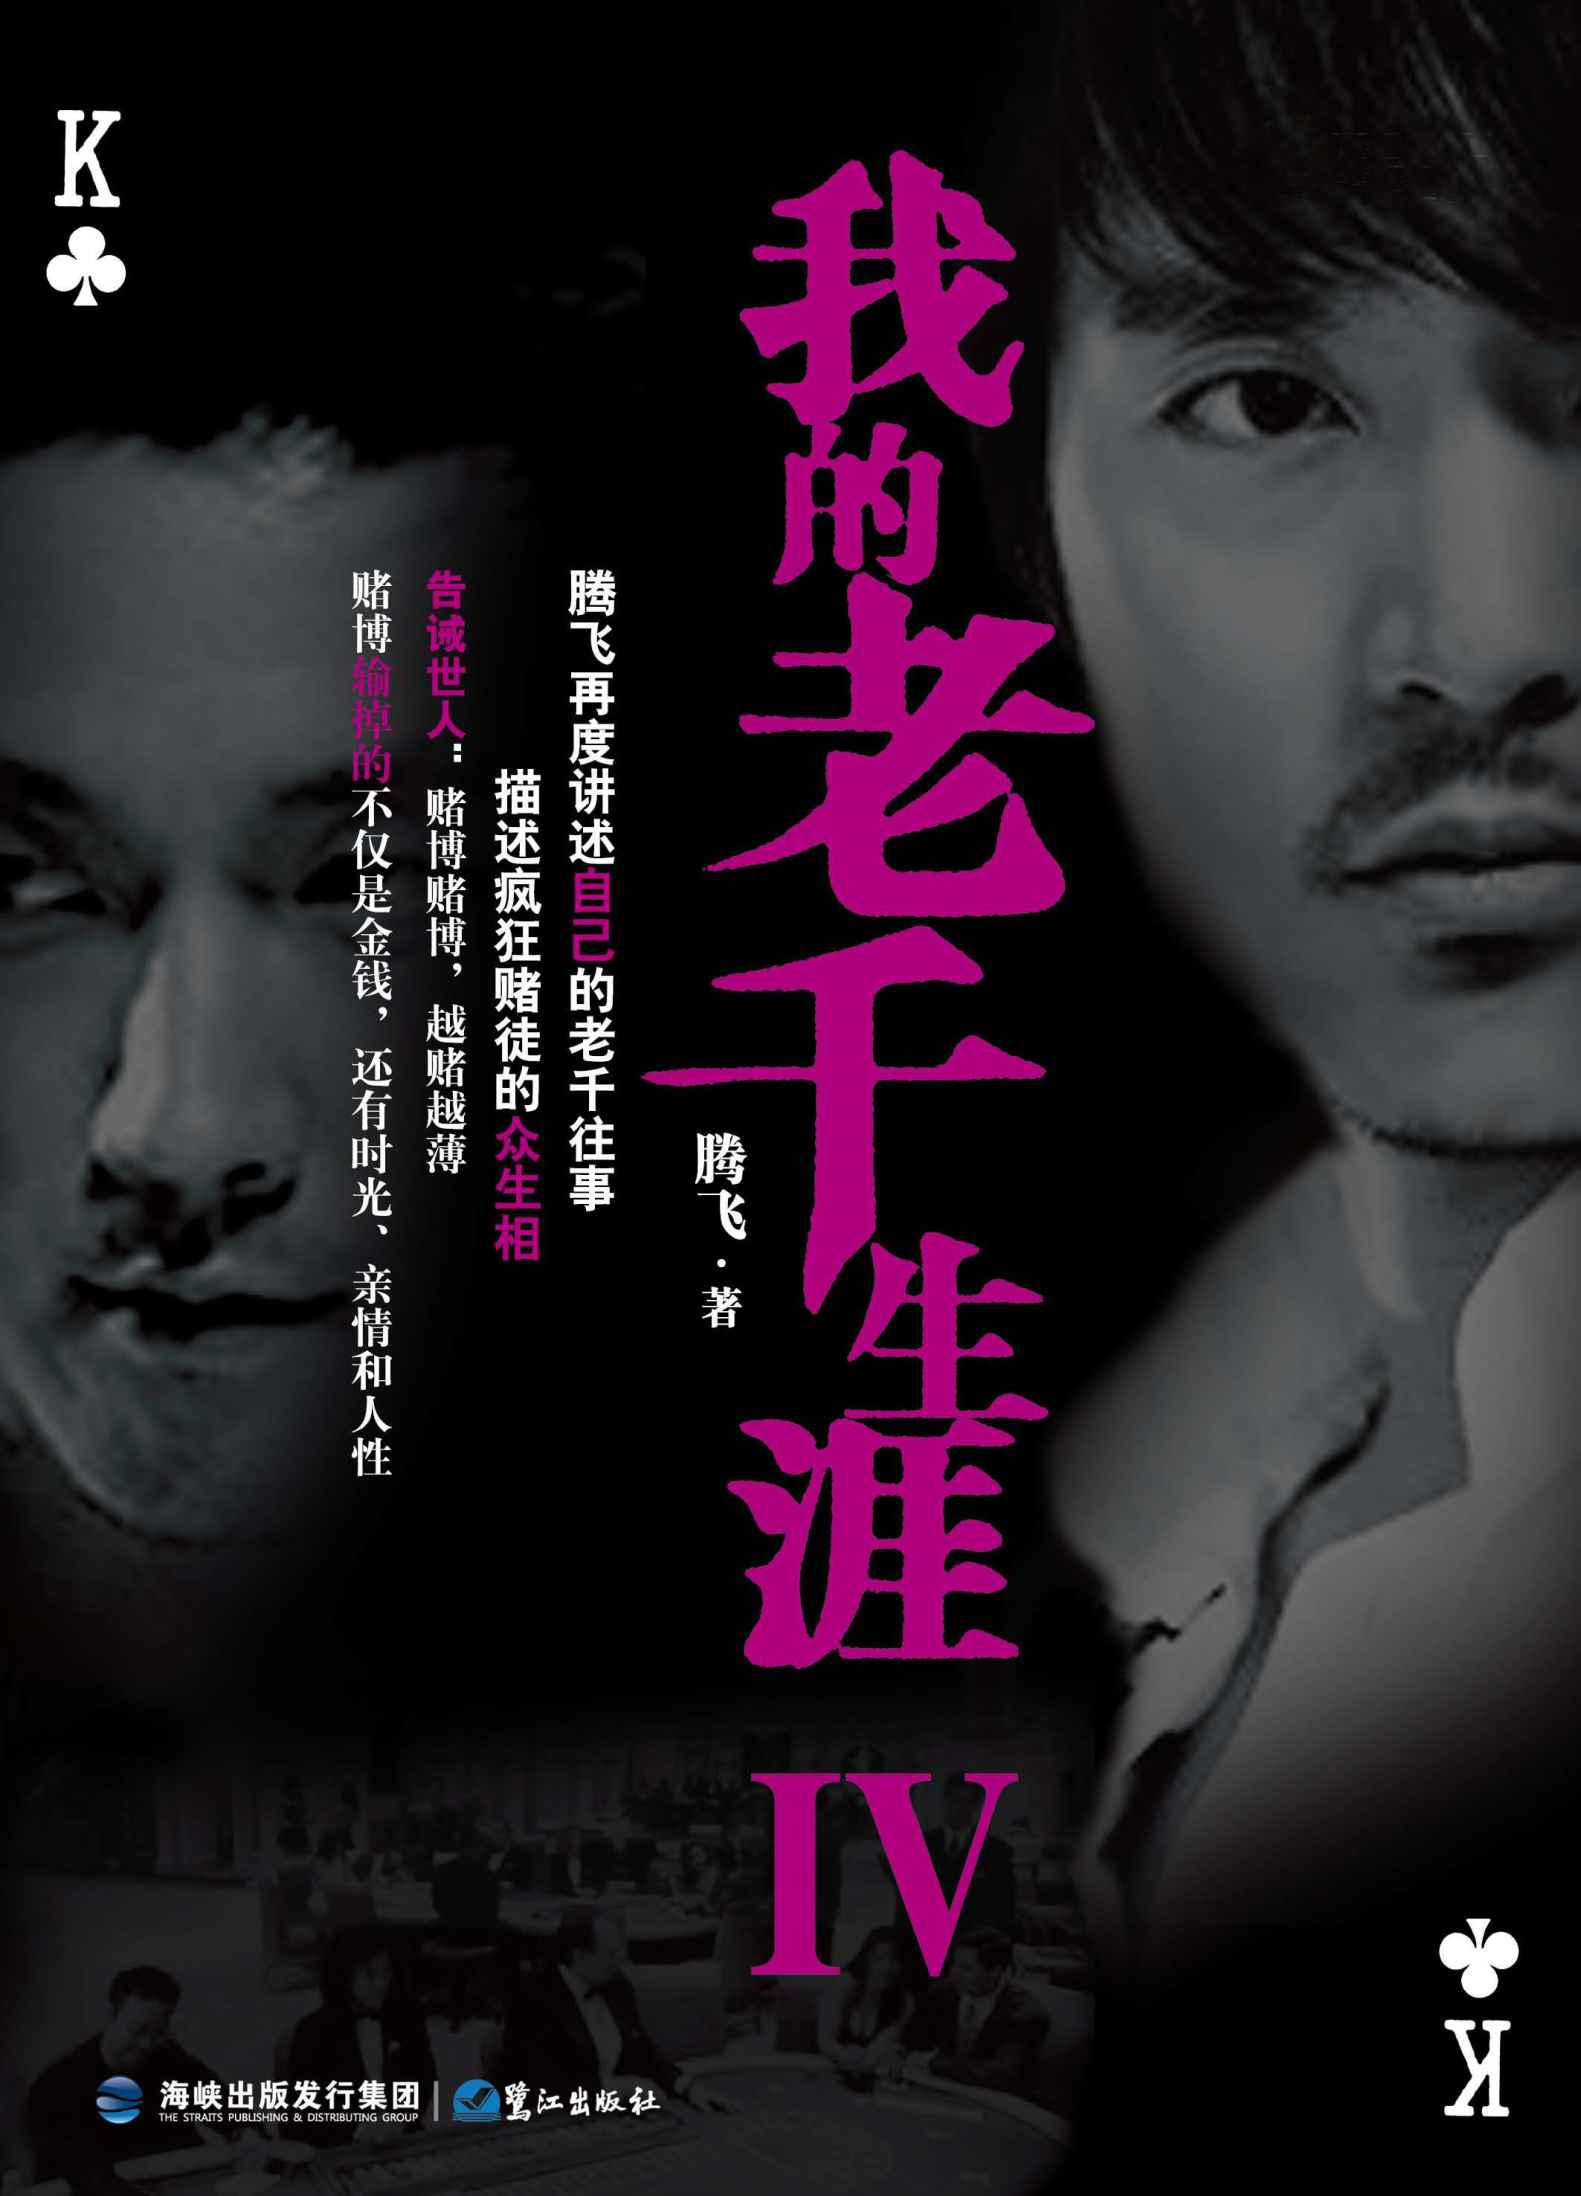 K
我的老千生涯
IV
腾飞·著
腾飞再度讲述自己的老千往事
描述疯狂赌徒的众生相
告诫世人：赌博赌博，越赌越薄
赌博输掉的不仅是金钱，还有时光、亲情和人性
海峡出版发行集团
THE STRAITS PUBLISHING & DISTRIBUTING GROUP
鹭江出版社
K